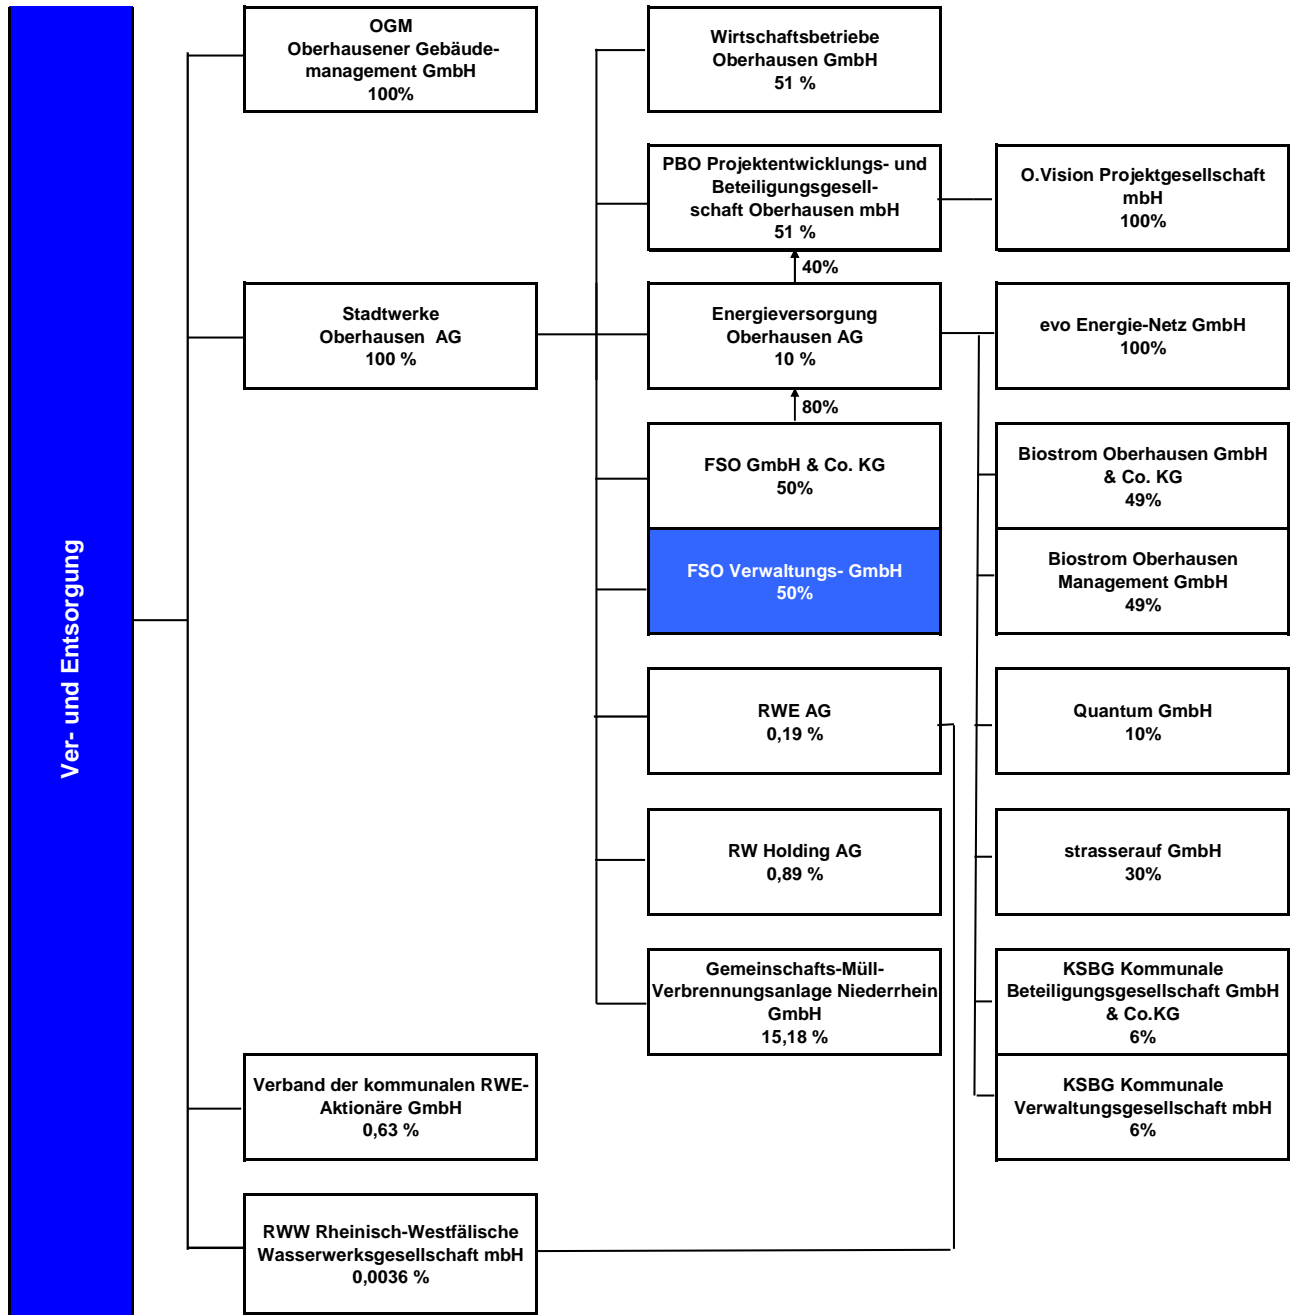 Ver- und Entsorgung
OGM
Oberhausener Gebäude-
management GmbH
100%
Stadtwerke
Oberhausen AG
100 %
Verband der kommunalen RWE-
Aktionäre GmbH
0,63 %
RWW Rheinisch-Westfälische
Wasserwerksgesellschaft mbH
0,0036 %
Wirtschaftsbetriebe
Oberhausen GmbH
51 %
PBO Projektentwicklungs- und
Beteiligungsgesell-
schaft Oberhausen mbH
51 %
40%
Energieversorgung
Oberhausen AG
10 %
80%
FSO GmbH & Co. KG
50%
FSO Verwaltungs- GmbH
50%
RWE AG
0,19 %
RW Holding AG
0,89 %
Gemeinschafts-Müll-
Verbrennungsanlage Niederrhein
GmbH
15,18 %
O.Vision Projektgesellschaft
mbH
100%
evo Energie-Netz GmbH
100%
Biostrom Oberhausen GmbH
& Co. KG
49%
Biostrom Oberhausen
Management GmbH
49%
Quantum GmbH
10%
strasserauf GmbH
30%
KSBG Kommunale
Beteiligungsgesellschaft GmbH
& Co.KG
6%
KSBG Kommunale
Verwaltungsgesellschaft mbH
6%